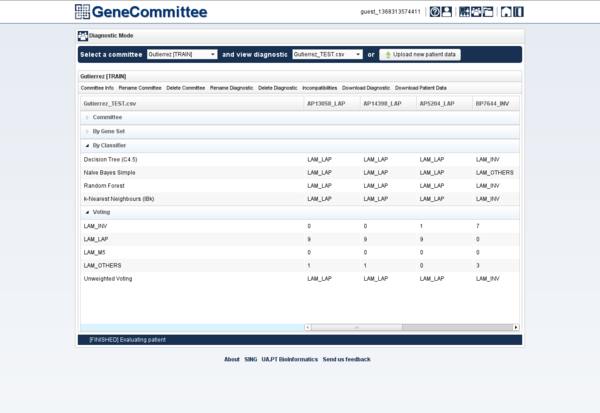 GeneCommittee
guest_1368313574411
Diagnostic Mode
Select a committee Gutierrez [TRAIN] and view diagnostic Gutierrez_TEST.csv or Upload new patient data
Gutierrez [TRAIN]
Committee Info Rename Committee Delete Committee Rename Diagnostic Delete Diagnostic Incompatibilities Download Diagnostic Download Patient Data
Gutierrez_TEST.csv AP13058_LAP AP14398_LAP AP5204_LAP BP7644_INV
Committee
By Gene Set
By Classifier
Decision Tree (C4.5) LAM_LAP LAM_LAP LAM_LAP LAM_INV
Naïve Bayes Simple LAM_LAP LAM_LAP LAM_LAP LAM_OTHERS
Random Forest LAM_LAP LAM_LAP LAM_LAP LAM_INV
k-Nearest Neighbours (IBk) LAM_LAP LAM_LAP LAM_LAP LAM_INV
Voting
LAM_INV 0 0 1 7
LAM_LAP 9 9 9 0
LAM_M5 0 0 0 0
LAM_OTHERS 1 1 0 3
Unweighted Voting LAM_LAP LAM_LAP LAM_LAP LAM_INV
[FINISHED] Evaluating patient
About SING UA.PT Bioinformatics Send us feedback